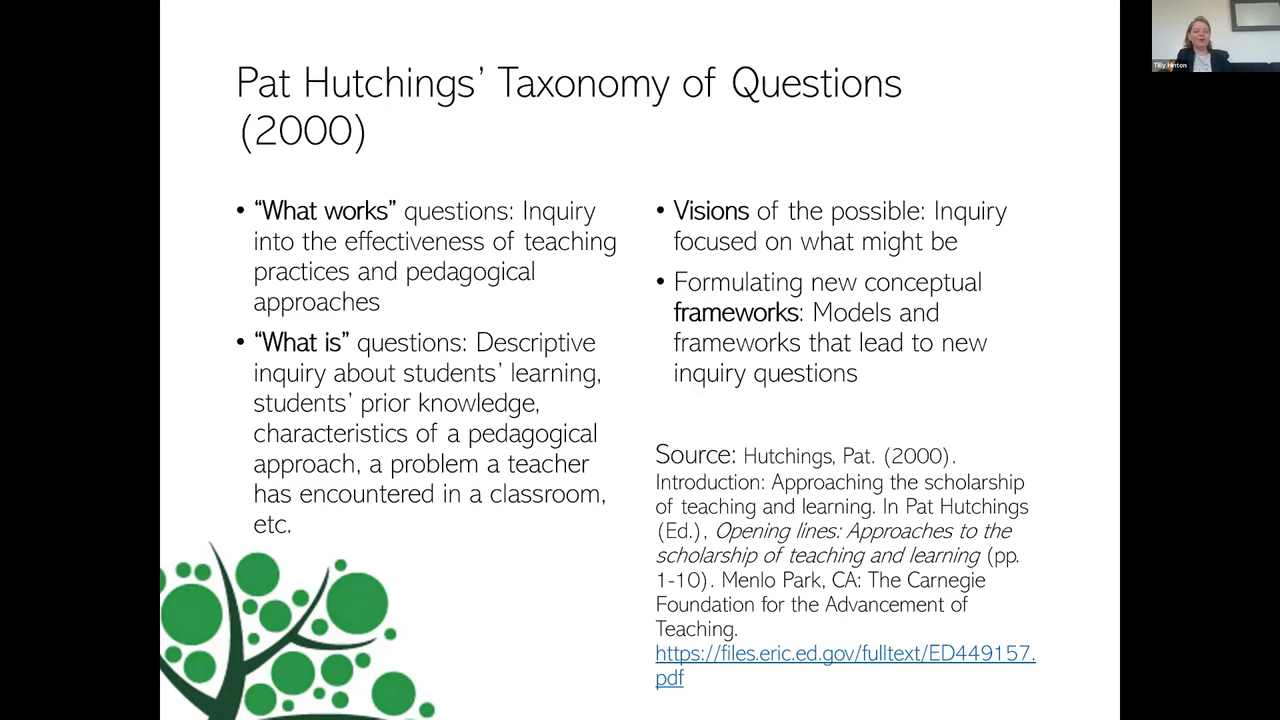 Pat Hutchings’ Taxonomy of Questions
(2000)
• “What works” questions: Inquiry
into the effectiveness of teaching
practices and pedagogical
approaches
• “What is” questions: Descriptive
inquiry about students’ learning,
students’ prior knowledge,
characteristics of a pedagogical
approach, a problem a teacher
has encountered in a classroom,
etc.
• Visions of the possible: Inquiry
focused on what might be
• Formulating new conceptual
frameworks: Models and
frameworks that lead to new
inquiry questions
Source: Hutchings, Pat. (2000).
Introduction: Approaching the scholarship
of teaching and learning. In Pat Hutchings
(Ed.), Opening lines: Approaches to the
scholarship of teaching and learning (pp.
1-10). Menlo Park, CA: The Carnegie
Foundation for the Advancement of
Teaching.
https://files.eric.ed.gov/fulltext/ED449157.
pdf
Tilly Hinton